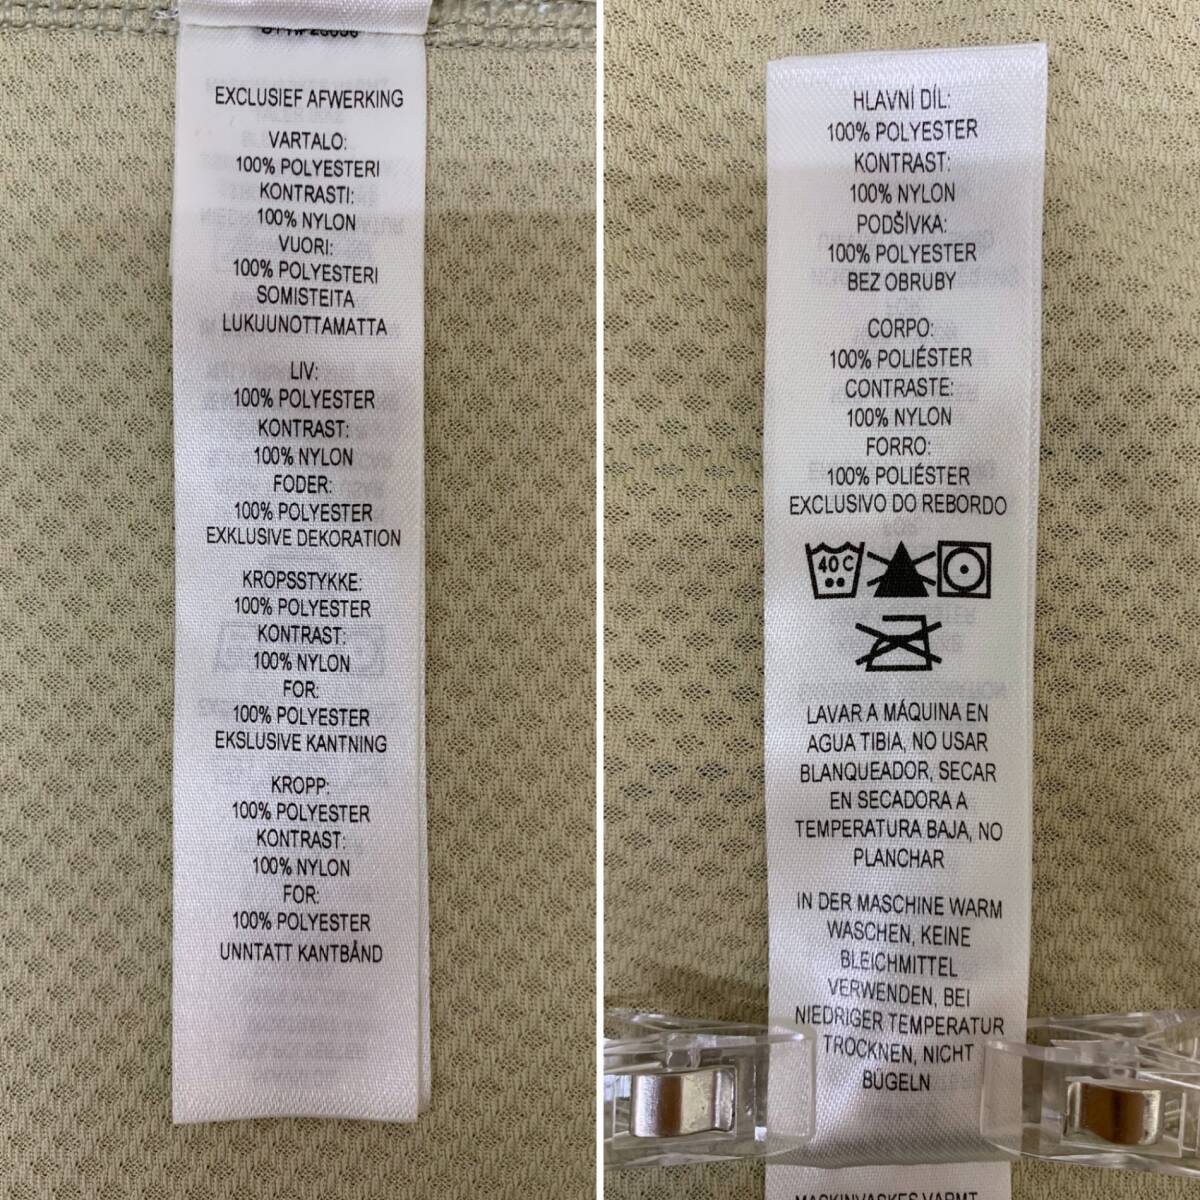 EXCLUSIEF AFWERKING
VARTALO:
100% POLYESTERI
KONTRASTI:
100% NYLON
VUORI:
100% POLYESTERI
SOMISTEITA
LUKUUNOTTAMATTA
LIV:
100% POLYESTER
KONTRAST:
100% NYLON
FODER:
100% POLYESTER
EXKLUSIVE DEKORATION
KROPSSTYKKE:
100% POLYESTER
KONTRAST:
100% NYLON
FOR:
100% POLYESTER
EKSLUSIVE KANTNING
KROPP:
100% POLYESTER
KONTRAST:
100% NYLON
FOR:
100% POLYESTER
UNNTATT KANTBÅND
HLAVNÍ DÍL:
100% POLYESTER
KONTRAST:
100% NYLON
PODŠÍVKA:
100% POLYESTER
BEZ OBRUBY
CORPO:
100% POLIÉSTER
CONTRASTE:
100% NYLON
FORRO:
100% POLIÉSTER
EXCLUSIVO DO REBORDO
40 C
LAVAR A MÁQUINA EN
AGUA TIBIA, NO USAR
BLANQUEADOR, SECAR
EN SECADORA A
TEMPERATURA BAJA, NO
PLANCHAR
IN DER MASCHINE WARM
WASCHEN, KEINE
BLEICHMITTEL
VERWENDEN, BEI
NIEDRIGER TEMPERATUR
TROCKNEN, NICHT
BÜGELN
MASKINVASKES VARMT